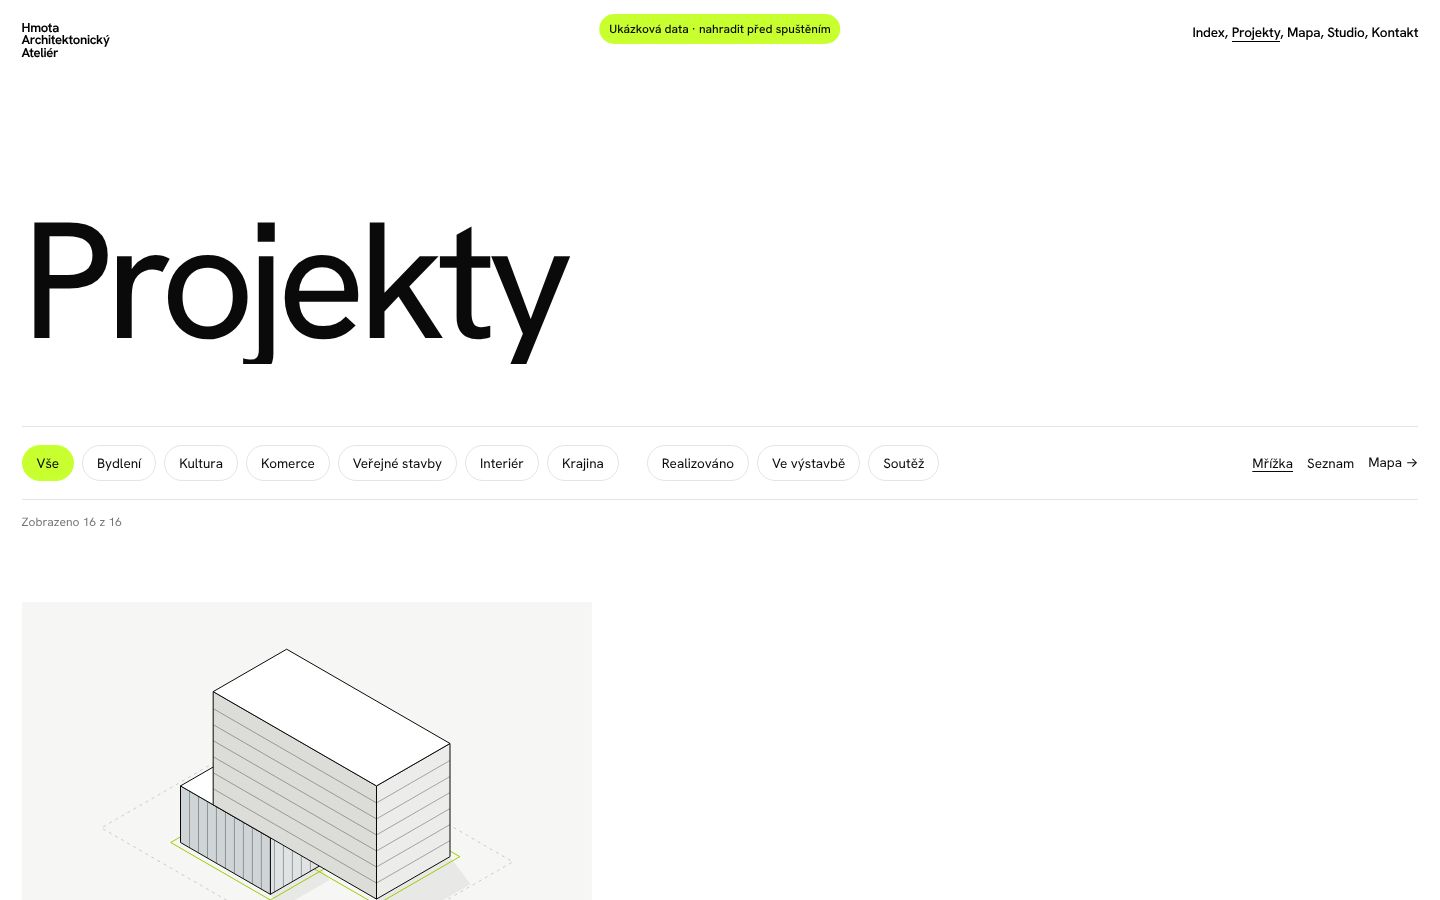 Hmota
Architektonický
Ateliér
Ukázková data · nahradit před spuštěním
Index, Projekty, Mapa, Studio, Kontakt
Projekty
Vše Bydlení Kultura Komerce Veřejné stavby Interiér Krajina Realizováno Ve výstavbě Soutěž Mřížka Seznam Mapa →
Zobrazeno 16 z 16